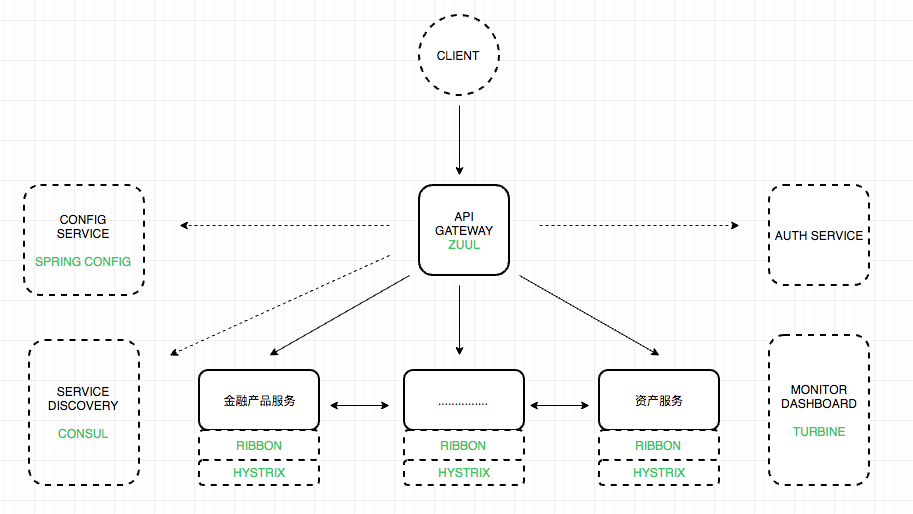 CLIENT
API
GATEWAY
ZUUL
CONFIG
SERVICE
SPRING CONFIG
AUTH SERVICE
SERVICE
DISCOVERY
CONSUL
金融产品服务
RIBBON
HYSTRIX
...............
RIBBON
HYSTRIX
资产服务
RIBBON
HYSTRIX
MONITOR
DASHBOARD
TURBINE